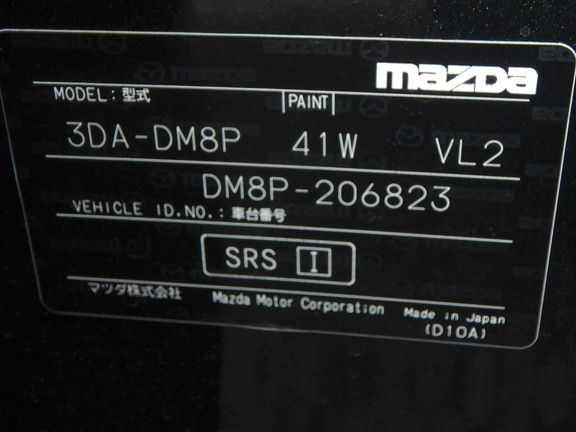 mazda
MODEL: 型式 PAINT
3DA-DM8P 41W VL2
DM8P-206823
VEHICLE ID.NO.: 車台番号
SRS I
マツダ株式会社 Mazda Motor Corporation Made in Japan
(D10A)